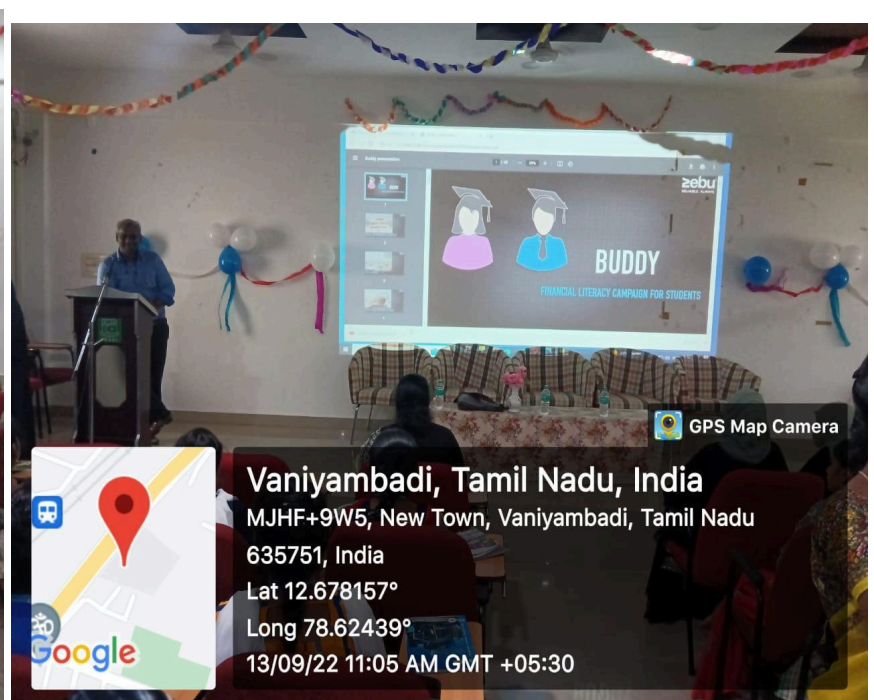 Buddy presentation
zebu
BUDDY
FINANCIAL LITERACY CAMPAIGN FOR STUDENTS
GPS Map Camera
Vaniyambadi, Tamil Nadu, India
MJHF+9W5, New Town, Vaniyambadi, Tamil Nadu
635751, India
Lat 12.678157°
Long 78.62439°
13/09/22 11:05 AM GMT +05:30
Google